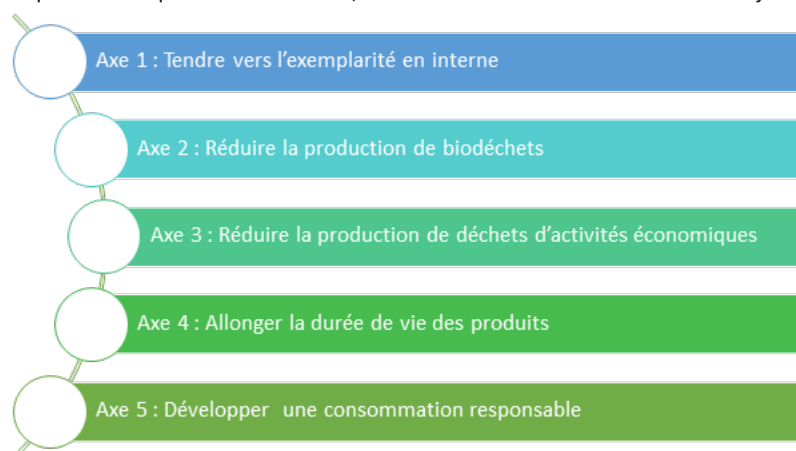 Axe 1 : Tendre vers l'exemplarité en interne
Axe 2 : Réduire la production de biodéchets
Axe 3 : Réduire la production de déchets d'activités économiques
Axe 4 : Allonger la durée de vie des produits
Axe 5 : Développer une consommation responsable